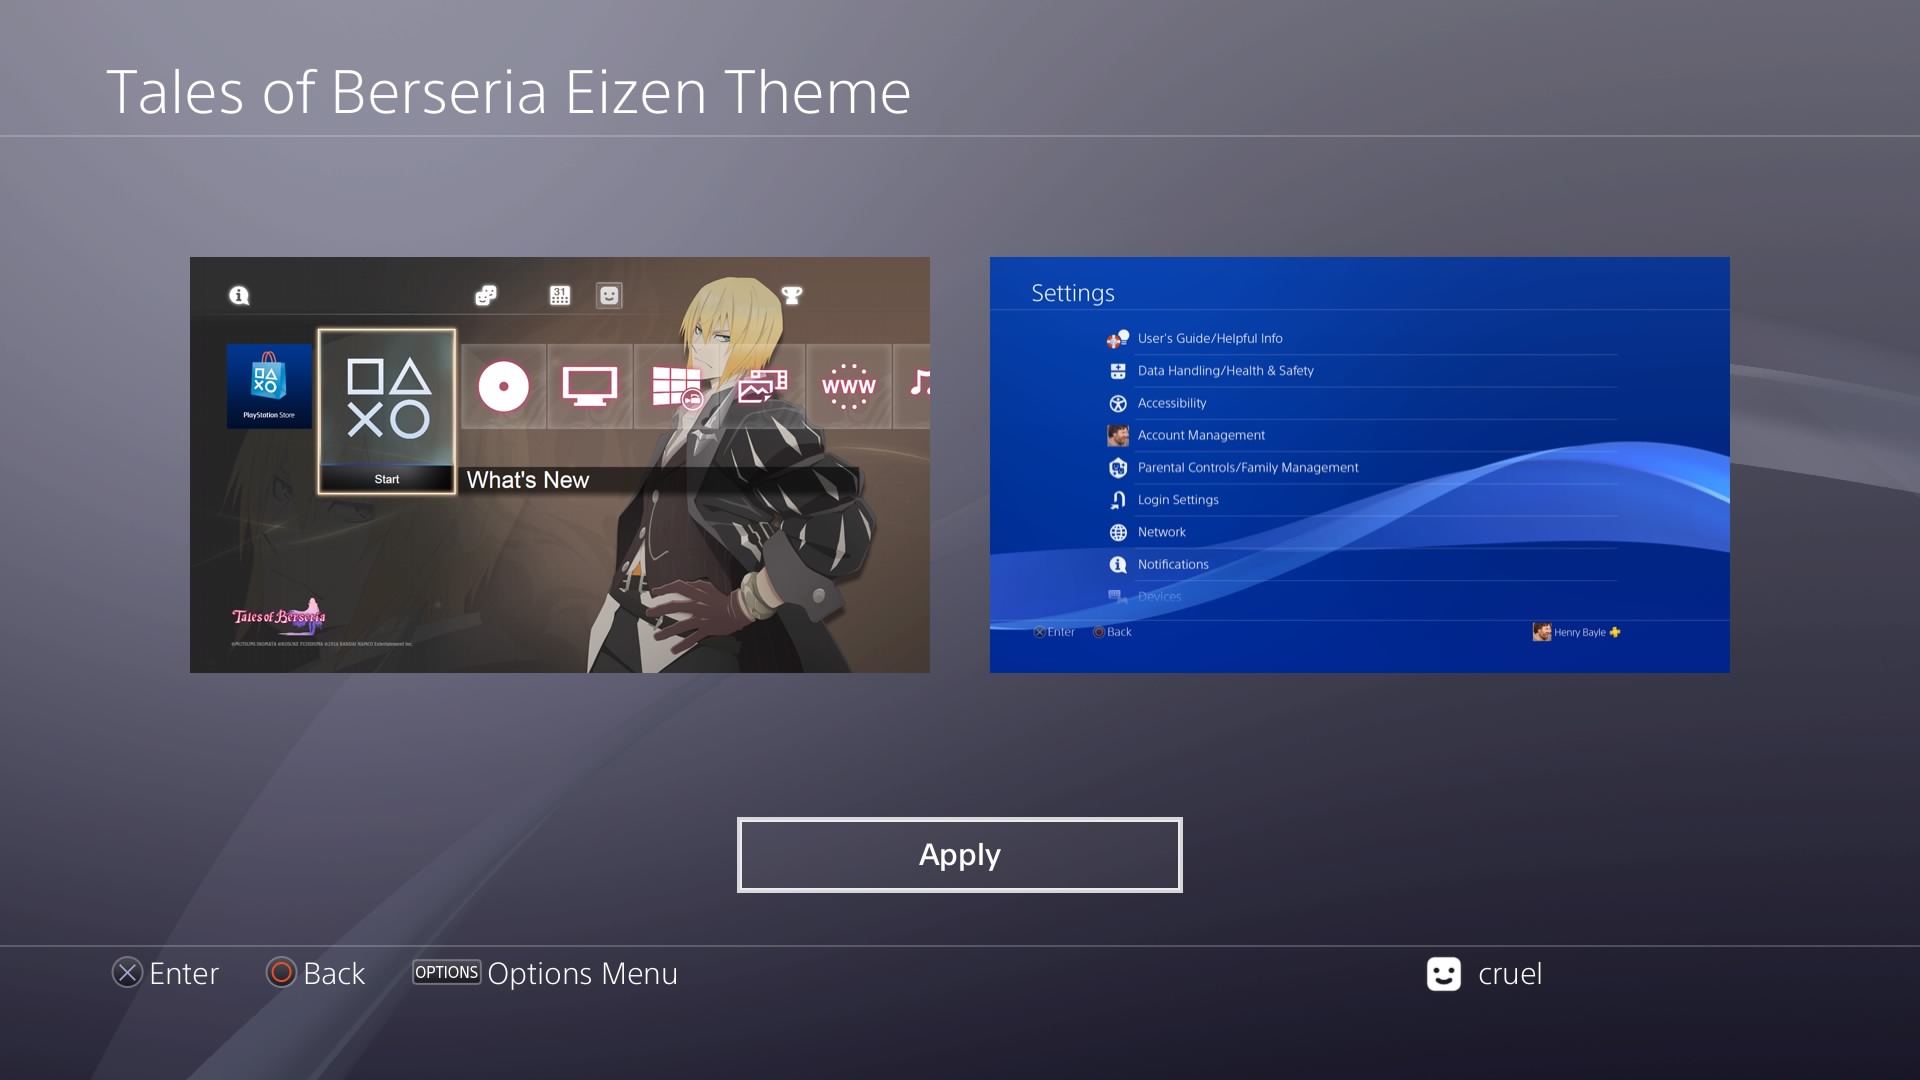 Tales of Berseria Eizen Theme
31
PlayStation Store
Start
What's New
www
Tales of Berseria
Settings
User's Guide/Helpful Info
Data Handling/Health & Safety
Accessibility
Account Management
Parental Controls/Family Management
Login Settings
Network
Notifications
Devices
Enter Back
Henry Bayle
Apply
Enter Back OPTIONS Options Menu
cruel